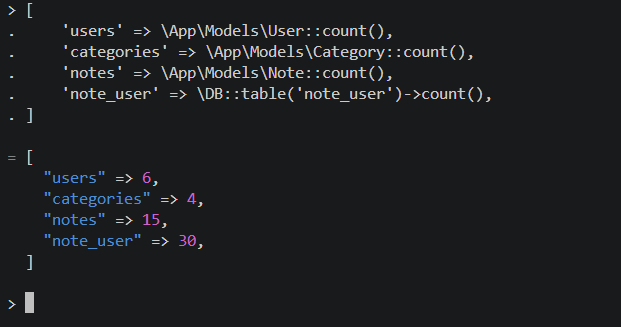 > [
.     'users' => \App\Models\User::count(),
.     'categories' => \App\Models\Category::count(),
.     'notes' => \App\Models\Note::count(),
.     'note_user' => \DB::table('note_user')->count(),
. ]
= [
    "users" => 6,
    "categories" => 4,
    "notes" => 15,
    "note_user" => 30,
  ]
>